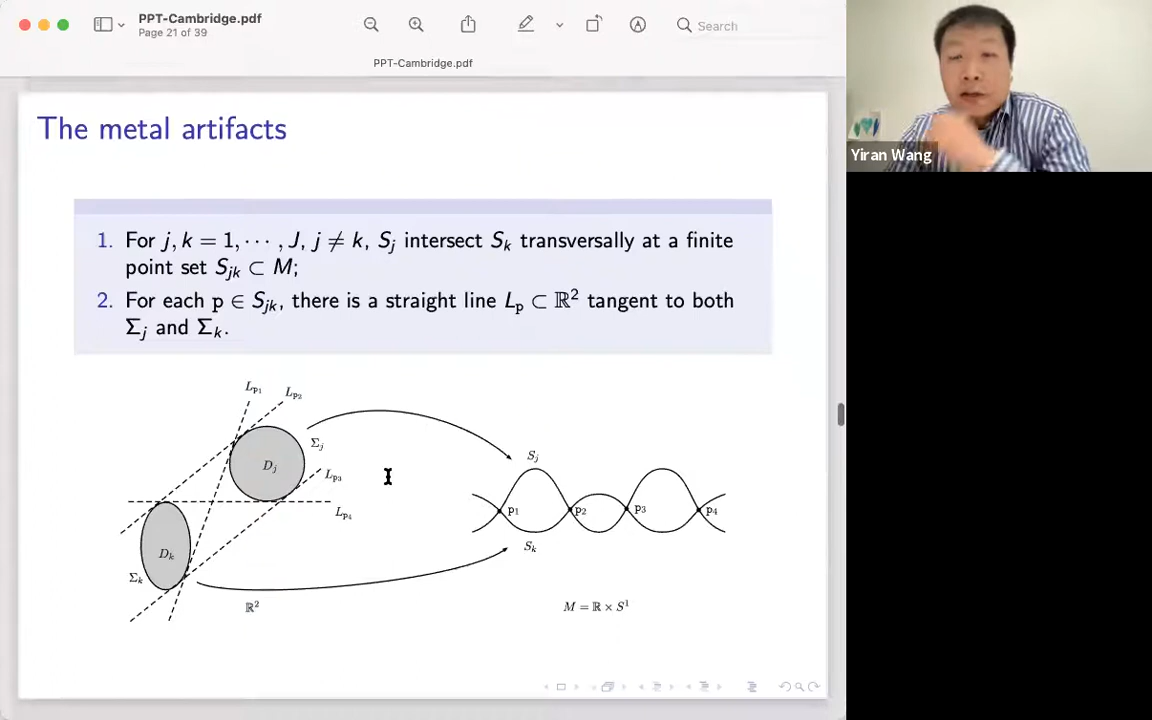 PPT-Cambridge.pdf
Page 21 of 39
Search
PPT-Cambridge.pdf
Yiran Wang
The metal artifacts
1. For j, k = 1, ⋯ , J, j ≠ k, S_j intersect S_k transversally at a finite
point set S_jk ⊂ M;
2. For each p ∈ S_jk, there is a straight line L_p ⊂ ℝ² tangent to both
Σ_j and Σ_k.
L_p₁
L_p₂
Σ_j
D_j
L_p₃
L_p₄
D_k
Σ_k
ℝ²
S_j
p₁
p₂
p₃
p₄
S_k
M = ℝ × S¹